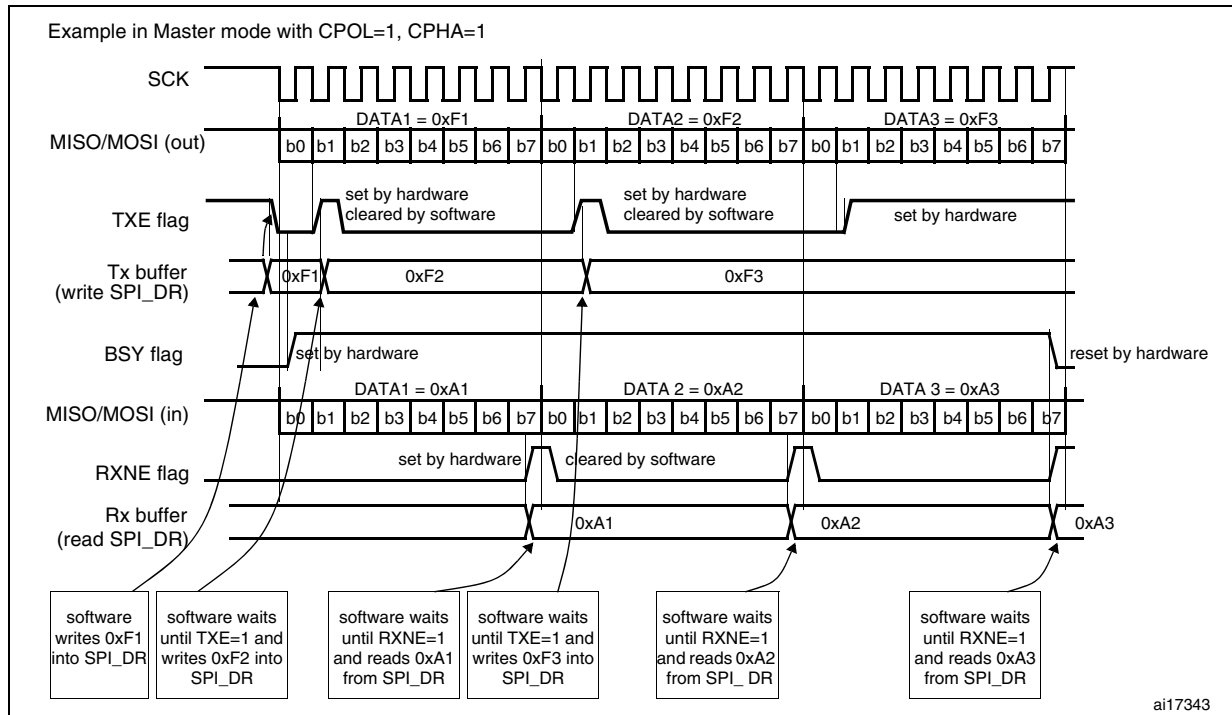 Example in Master mode with CPOL=1, CPHA=1
SCK
DATA1 = 0xF1
DATA2 = 0xF2
DATA3 = 0xF3
MISO/MOSI (out)
b0 b1 b2 b3 b4 b5 b6 b7 b0 b1 b2 b3 b4 b5 b6 b7 b0 b1 b2 b3 b4 b5 b6 b7
TXE flag
set by hardware
cleared by software
set by hardware
cleared by software
set by hardware
Tx buffer
(write SPI_DR)
0xF1
0xF2
0xF3
BSY flag
set by hardware
reset by hardware
DATA1 = 0xA1
DATA 2 = 0xA2
DATA 3 = 0xA3
MISO/MOSI (in)
b0 b1 b2 b3 b4 b5 b6 b7 b0 b1 b2 b3 b4 b5 b6 b7 b0 b1 b2 b3 b4 b5 b6 b7
RXNE flag
set by hardware
cleared by software
Rx buffer
(read SPI_DR)
0xA1
0xA2
0xA3
software
writes 0xF1
into SPI_DR
software waits
until TXE=1 and
writes 0xF2 into
SPI_DR
software waits
until RXNE=1
and reads 0xA1
from SPI_DR
software waits
until TXE=1 and
writes 0xF3 into
SPI_DR
software waits
until RXNE=1
and reads 0xA2
from SPI_ DR
software waits
until RXNE=1
and reads 0xA3
from SPI_DR
ai17343